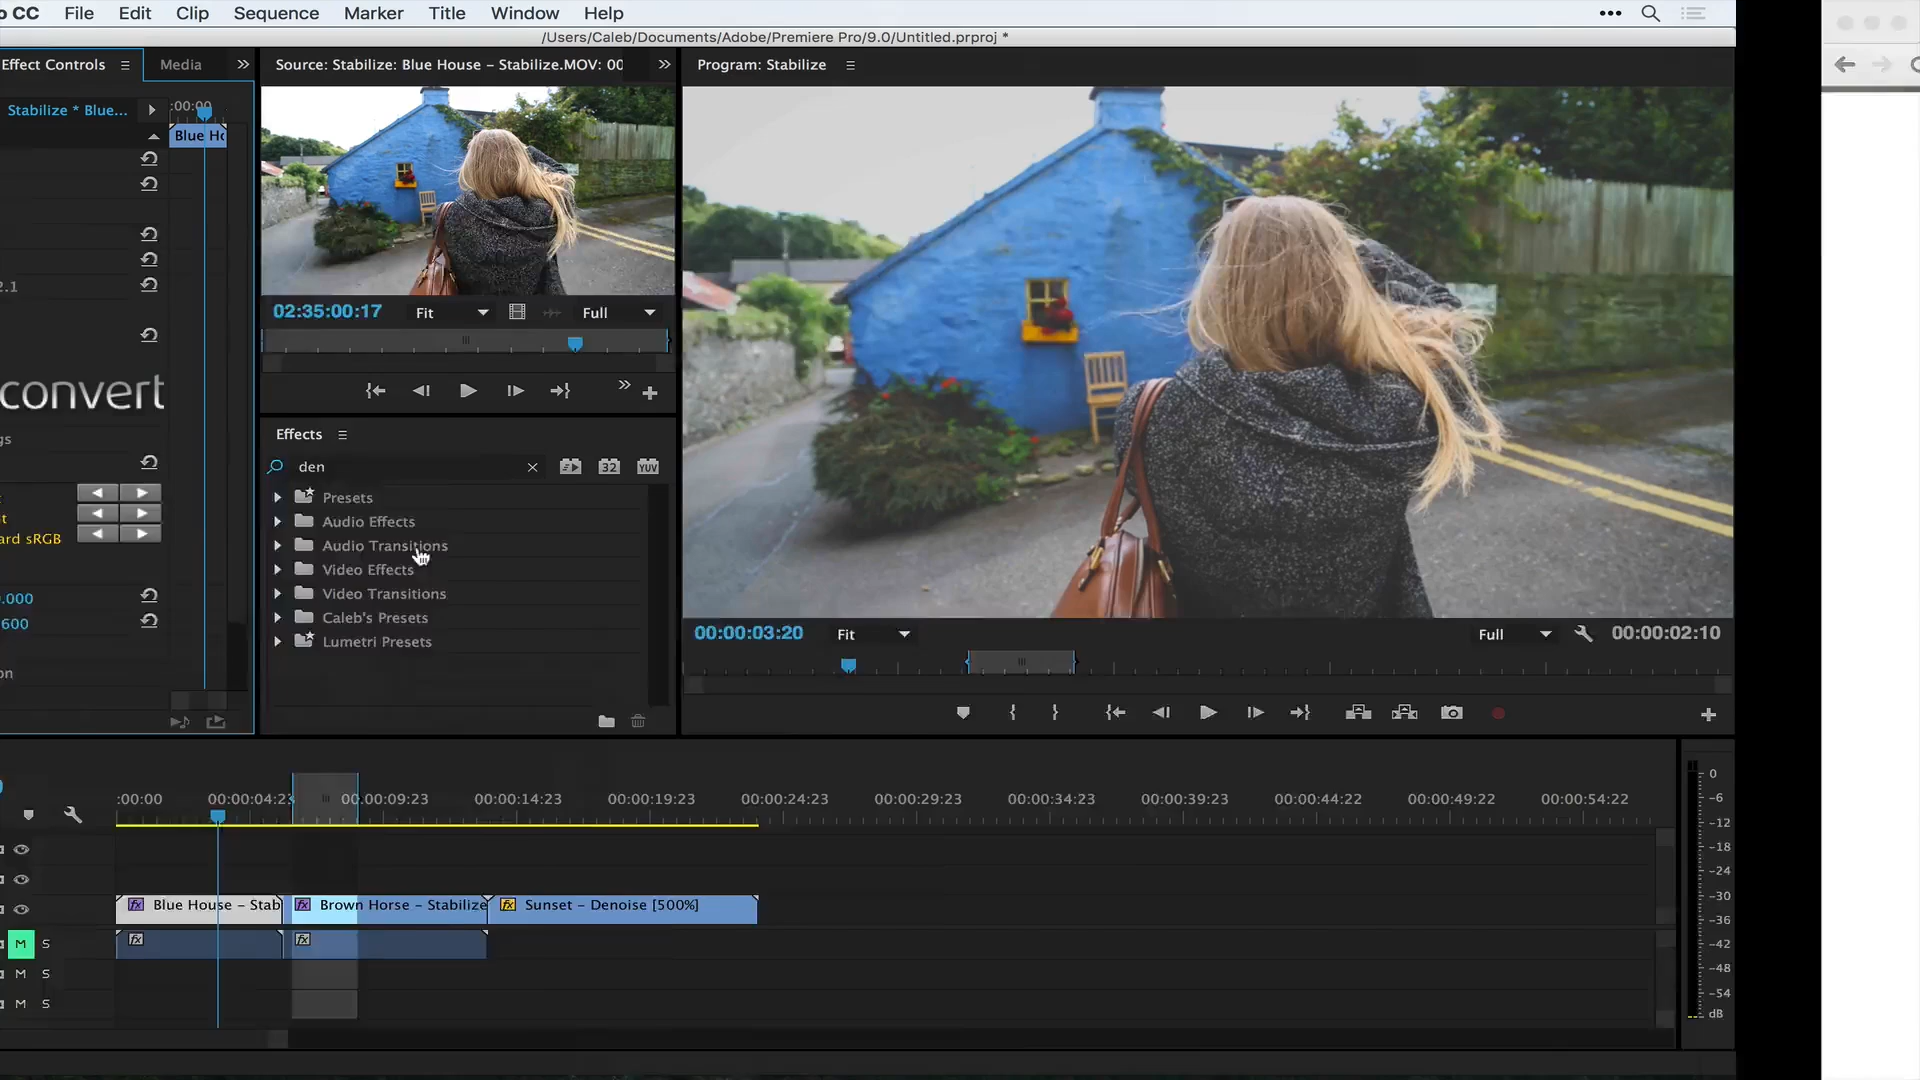 o CC File Edit Clip Sequence Marker Title Window Help
/Users/Caleb/Documents/Adobe/Premiere Pro/9.0/Untitled.prproj *
Effect Controls
Media
Source: Stabilize: Blue House – Stabilize.MOV: 00
Program: Stabilize
Stabilize * Blue...
:00:00
Blue Ho
2.1
convert
gs
t
ard sRGB
.000
600
on
02:35:00:17
Fit
Full
Effects
den
32
YUV
Presets
Audio Effects
Audio Transitions
Video Effects
Video Transitions
Caleb's Presets
Lumetri Presets
00:00:03:20
Fit
Full
00:00:02:10
:00:00
00:00:04:23
00:00:09:23
00:00:14:23
00:00:19:23
00:00:24:23
00:00:29:23
00:00:34:23
00:00:39:23
00:00:44:22
00:00:49:22
00:00:54:22
fx Blue House – Stab
fx Brown Horse – Stabilize
fx Sunset – Denoise [500%]
fx
fx
M S
M S
M S
0
-6
-12
-18
-24
-30
-36
-42
-48
-54
dB